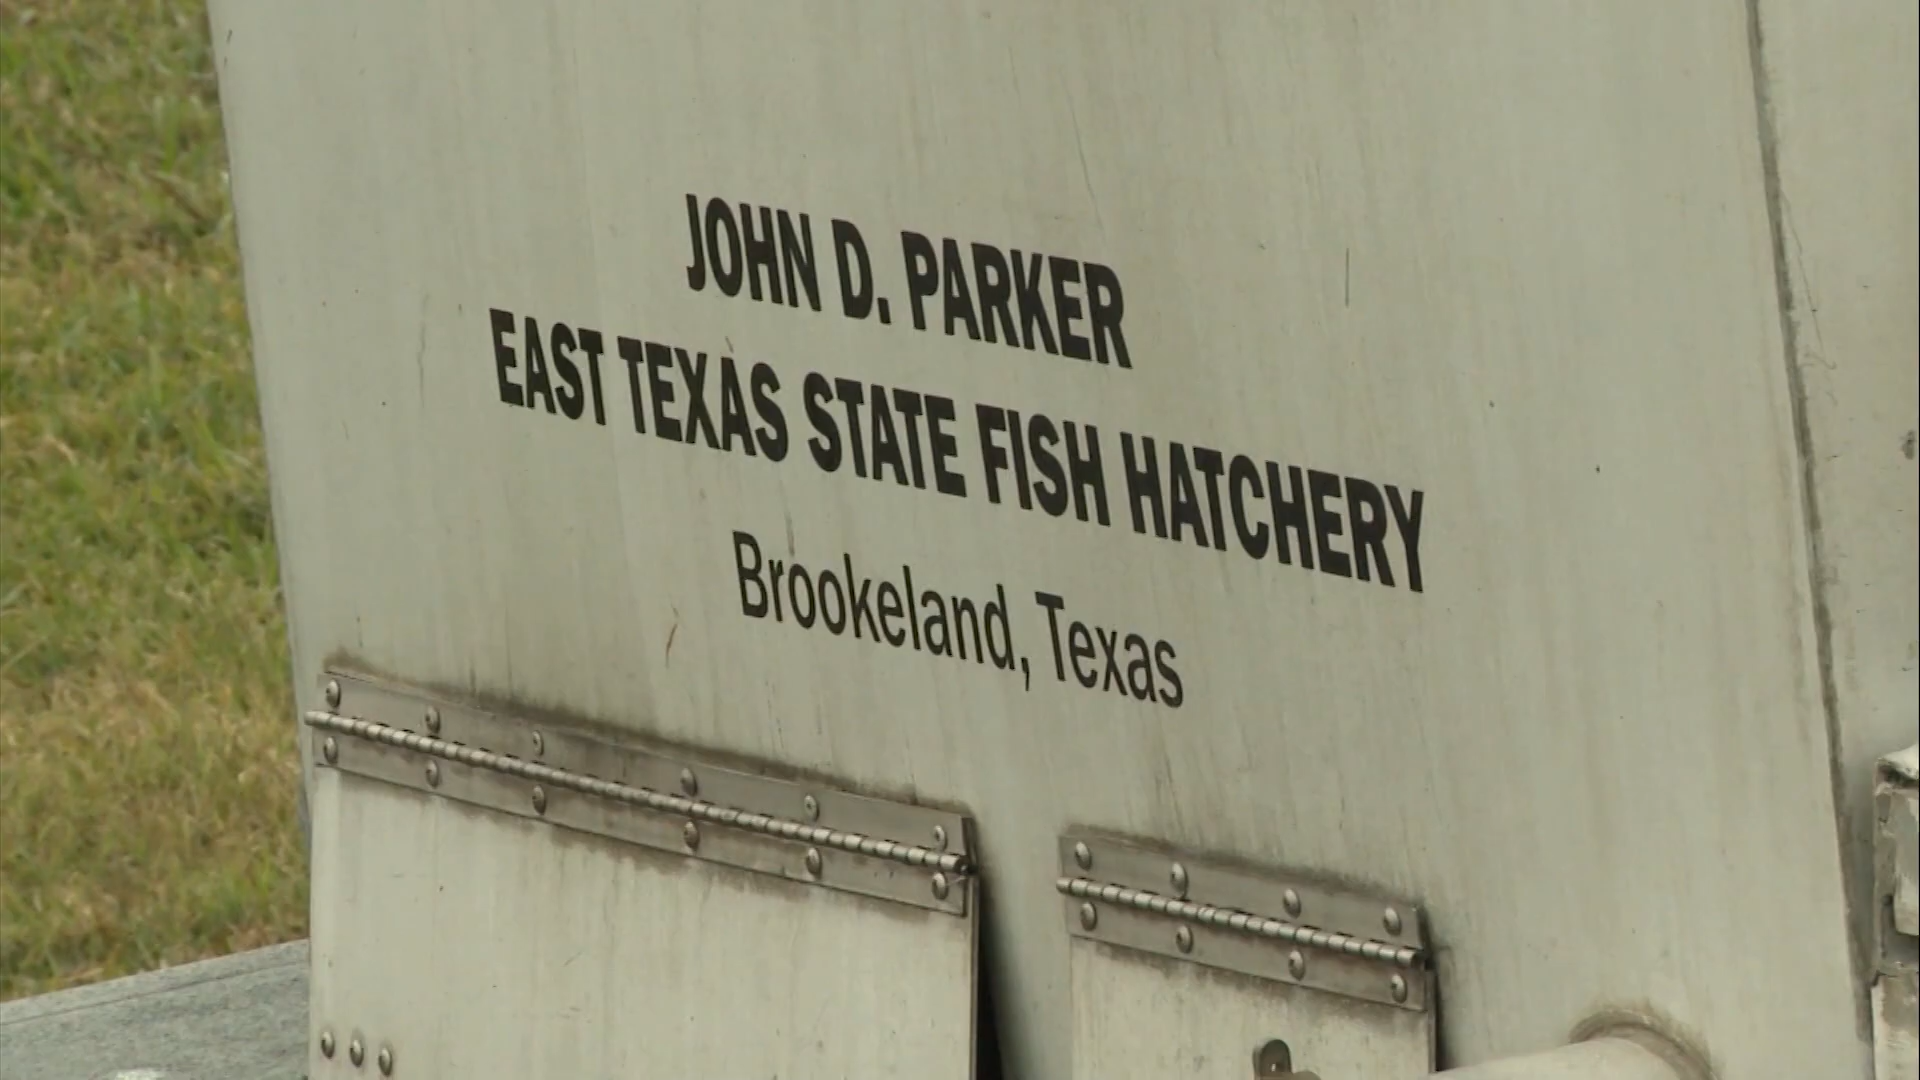 JOHN D. PARKER
EAST TEXAS STATE FISH HATCHERY
Brookeland, Texas